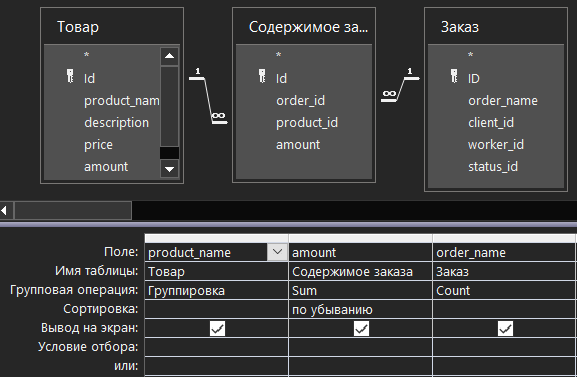 Товар
*
Id
product_nam
description
price
amount
1
∞
Содержимое за...
*
Id
order_id
product_id
amount
1
∞
Заказ
*
ID
order_name
client_id
worker_id
status_id
Поле: product_name amount order_name
Имя таблицы: Товар Содержимое заказа Заказ
Групповая операция: Группировка Sum Count
Сортировка: по убыванию
Вывод на экран:
Условие отбора:
или: